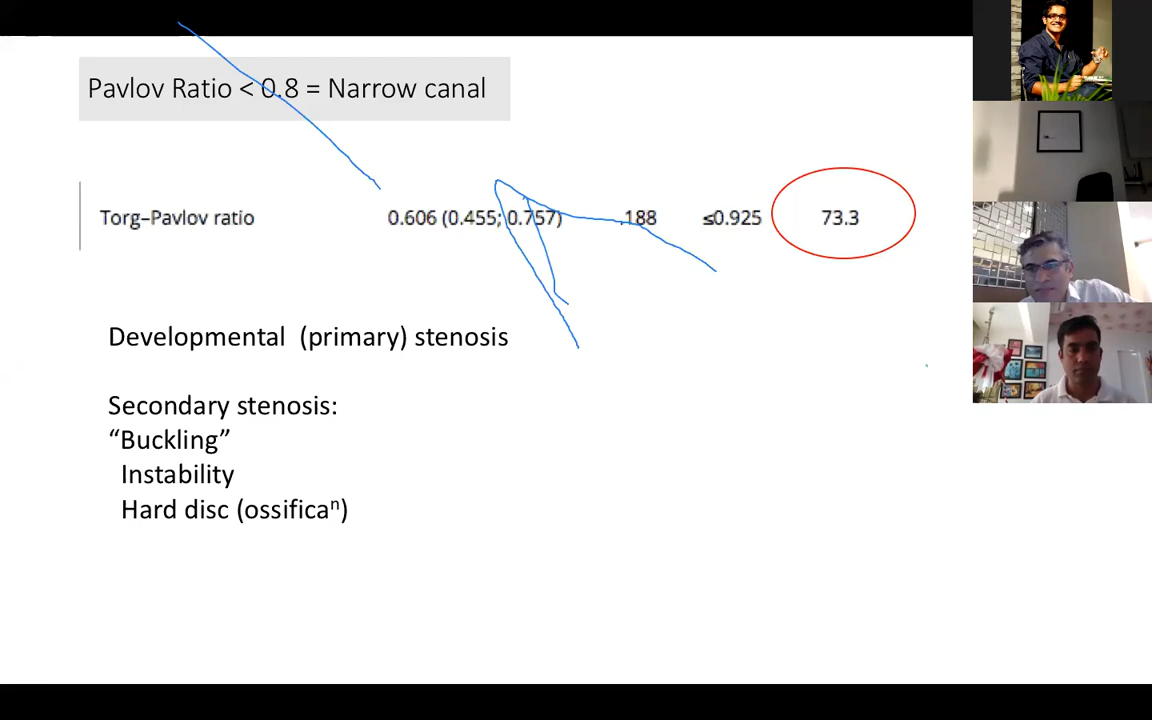 Pavlov Ratio < 0.8 = Narrow canal
Torg–Pavlov ratio 0.606 (0.455; 0.757) .188 ≤0.925 73.3
Developmental (primary) stenosis
Secondary stenosis:
“Buckling”
Instability
Hard disc (ossificaⁿ)